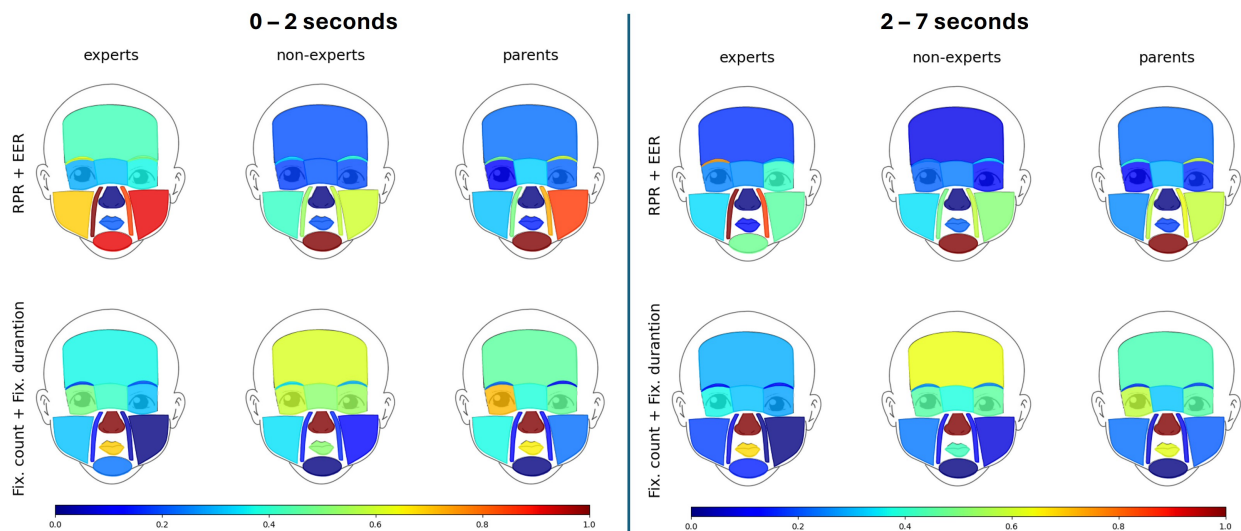 0 – 2 seconds
experts
non-experts
parents
RPR + EER
Fix. count + Fix. durantion
0.0
0.2
0.4
0.6
0.8
1.0
2 – 7 seconds
experts
non-experts
parents
RPR + EER
Fix. count + Fix. durantion
0.0
0.2
0.4
0.6
0.8
1.0